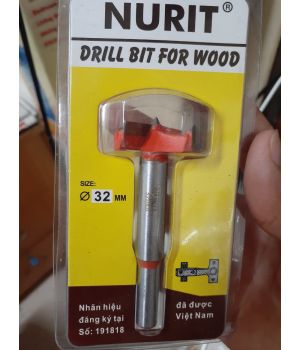 NURIT®
DRILL BIT FOR WOOD
SIZE:
Ø 32 MM
Nhãn hiệu
đăng ký tại
Số: 191818
đã được
Việt Nam